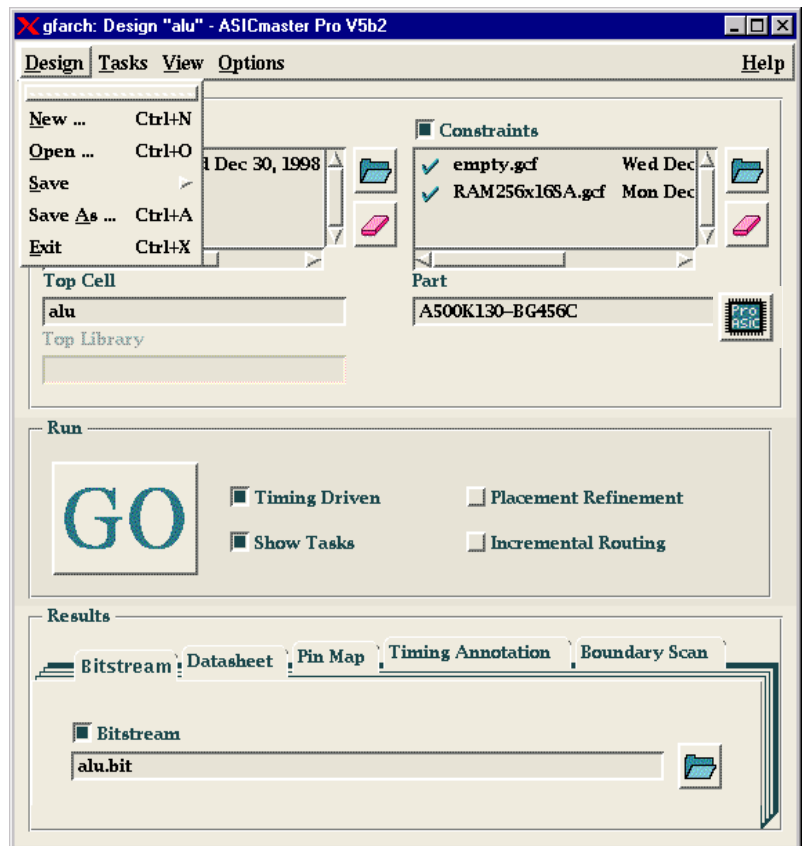 gfarch: Design "alu" - ASICmaster Pro V5b2
Design Tasks View Options Help
New ... Ctrl+N
Open ... Ctrl+O
Save
Save As ... Ctrl+A
Exit Ctrl+X
Dec 30, 1998
Constraints
empty.gcf Wed Dec
RAM256x16SA.gcf Mon Dec
Top Cell
alu
Top Library
Part
A500K130-BG456C
Pro
ASIC
Run
GO
Timing Driven
Placement Refinement
Show Tasks
Incremental Routing
Results
Bitstream Datasheet Pin Map Timing Annotation Boundary Scan
Bitstream
alu.bit